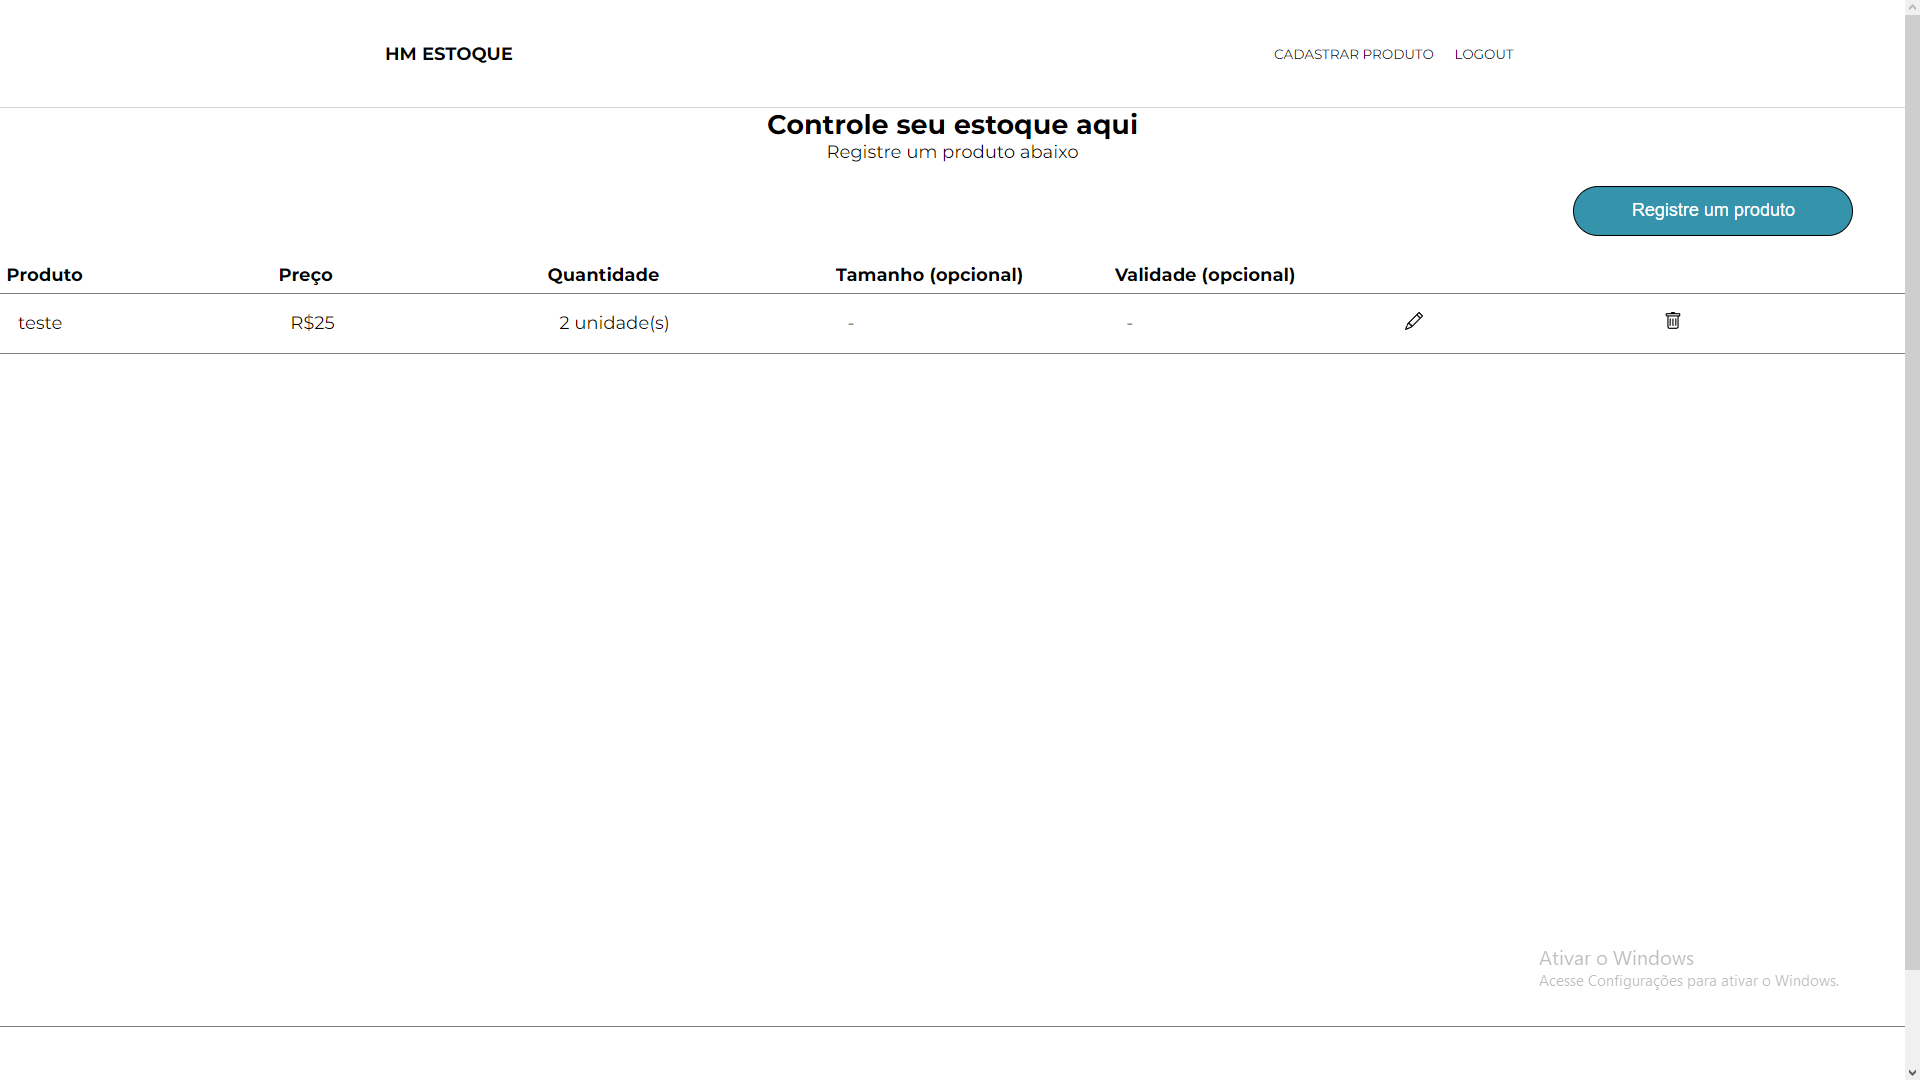 HM ESTOQUE
CADASTRAR PRODUTO LOGOUT
Controle seu estoque aqui
Registre um produto abaixo
Registre um produto
Produto Preço Quantidade Tamanho (opcional) Validade (opcional)
teste R$25 2 unidade(s) - -
Ativar o Windows
Acesse Configurações para ativar o Windows.